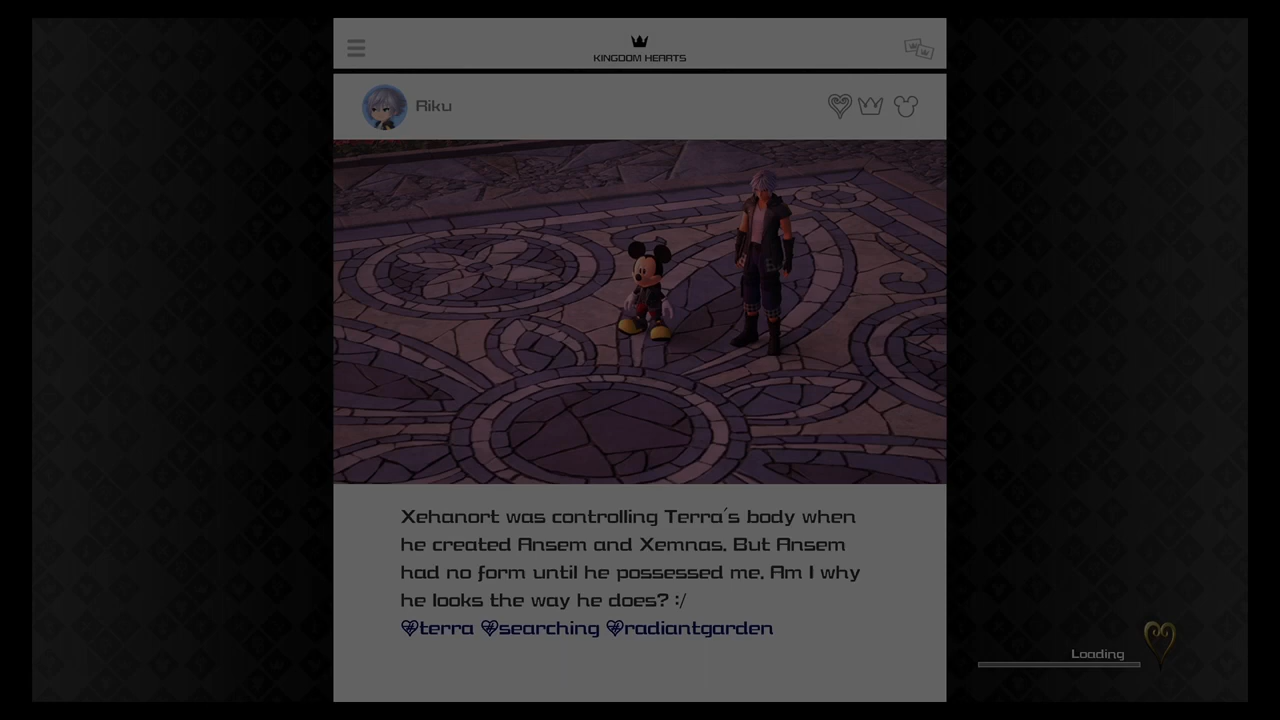 KINGDOM HEARTS
Riku
Xehanort was controlling Terra's body when
he created Ansem and Xemnas. But Ansem
had no form until he possessed me. Am I why
he looks the way he does? :/
terra searching radiantgarden
Loading